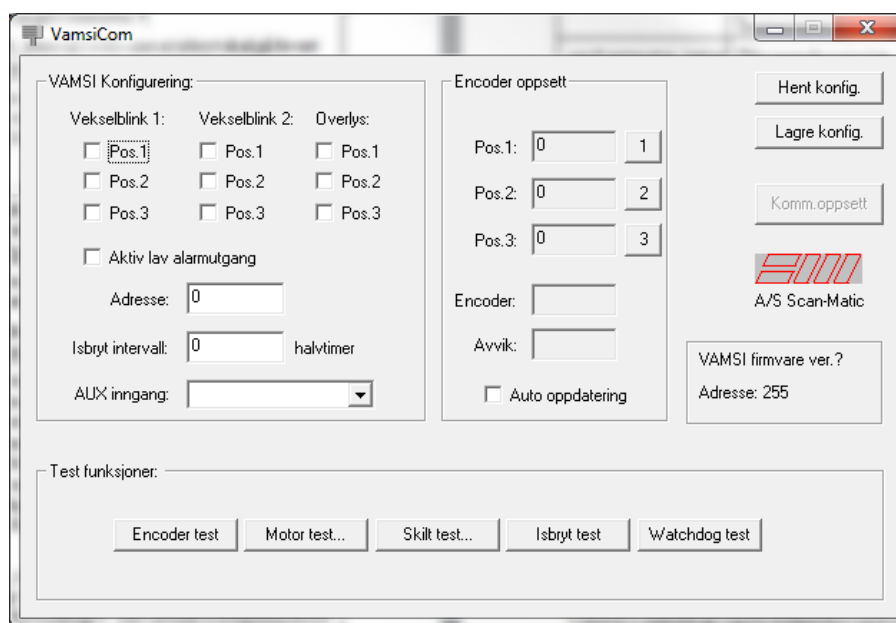 VamsiCom
VAMSI Konfigurering:
Vekselblink 1: Vekselblink 2: Overlys:
Pos.1 Pos.1 Pos.1
Pos.2 Pos.2 Pos.2
Pos.3 Pos.3 Pos.3
Aktiv lav alarmutgang
Adresse: 0
Isbryt intervall: 0 halvtimer
AUX inngang:
Encoder oppsett
Pos.1: 0 1
Pos.2: 0 2
Pos.3: 0 3
Encoder:
Avvik:
Auto oppdatering
Hent konfig.
Lagre konfig.
Komm.oppsett
A/S Scan-Matic
VAMSI firmvare ver.?
Adresse: 255
Test funksjoner:
Encoder test Motor test... Skilt test... Isbryt test Watchdog test